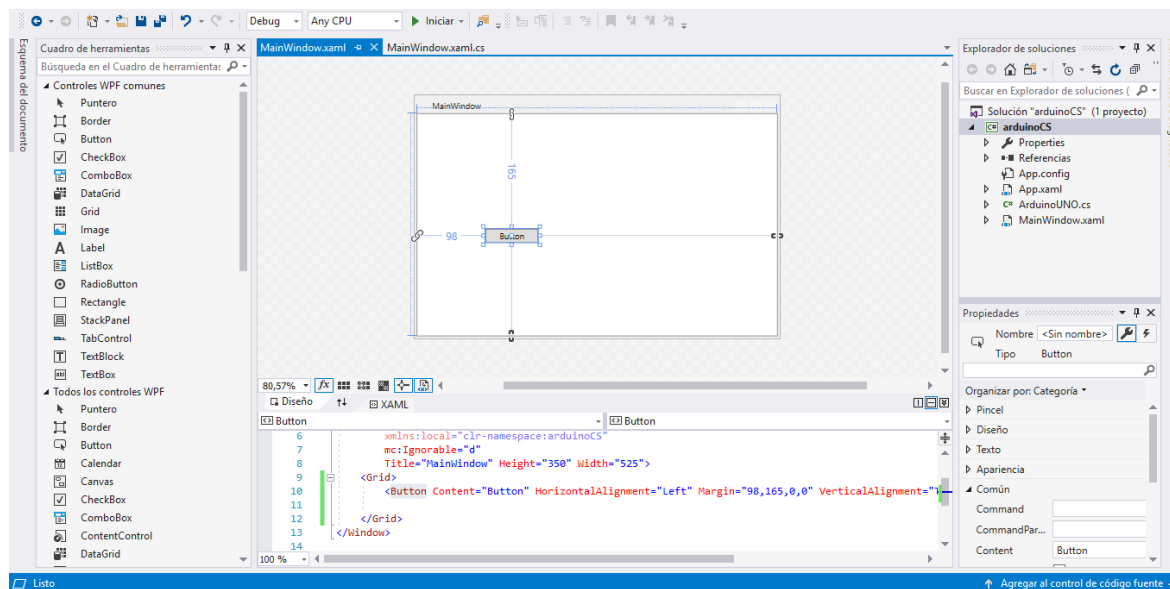 Debug Any CPU Iniciar
Esquema del documento
Cuadro de herramientas
Búsqueda en el Cuadro de herramientas
Controles WPF comunes
Puntero
Border
Button
CheckBox
ComboBox
DataGrid
Grid
Image
Label
ListBox
RadioButton
Rectangle
StackPanel
TabControl
TextBlock
TextBox
Todos los controles WPF
Puntero
Border
Button
Calendar
Canvas
CheckBox
ComboBox
ContentControl
DataGrid
MainWindow.xaml MainWindow.xaml.cs
MainWindow
165
98 Button
80,57% fx
Diseño XAML
Button Button
6 xmlns:local="clr-namespace:arduinoCS"
7 mc:Ignorable="d"
8 Title="MainWindow" Height="350" Width="525">
9 <Grid>
10 <Button Content="Button" HorizontalAlignment="Left" Margin="98,165,0,0" VerticalAlignment="
11
12 </Grid>
13 </Window>
14
100 %
Explorador de soluciones
Buscar en Explorador de soluciones (
Solución "arduinoCS" (1 proyecto)
C# arduinoCS
Properties
Referencias
App.config
App.xaml
C# ArduinoUNO.cs
MainWindow.xaml
Propiedades
Nombre <Sin nombre>
Tipo Button
Organizar por: Categoría
Pincel
Diseño
Texto
Apariencia
Común
Command
CommandPar...
Content Button
Listo Agregar al control de código fuente